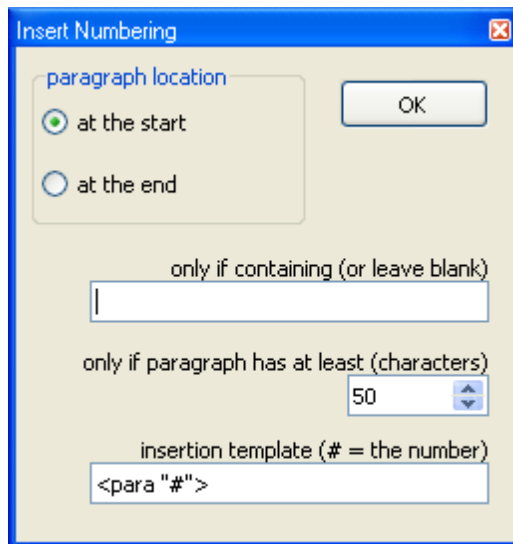 Insert Numbering
paragraph location
at the start
OK
at the end
only if containing (or leave blank)
only if paragraph has at least (characters)
50
insertion template (# = the number)
<para "#">